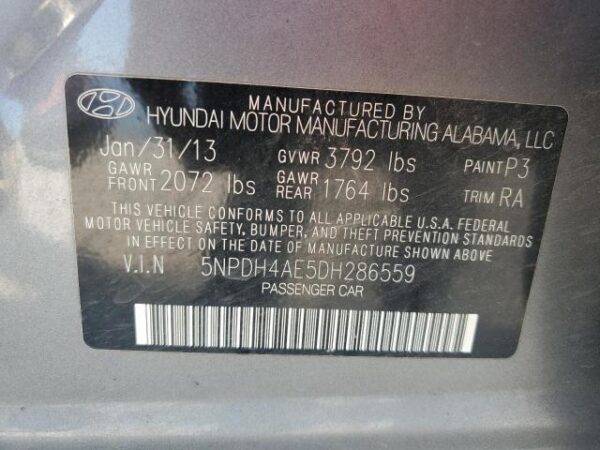 MANUFACTURED BY
HYUNDAI MOTOR MANUFACTURING ALABAMA, LLC
Jan/31/13 GVWR 3792 lbs PAINT P3
GAWR FRONT 2072 lbs GAWR REAR 1764 lbs TRIM RA
THIS VEHICLE CONFORMS TO ALL APPLICABLE U.S.A. FEDERAL
MOTOR VEHICLE SAFETY, BUMPER, AND THEFT PREVENTION STANDARDS
IN EFFECT ON THE DATE OF MANUFACTURE SHOWN ABOVE.
V.I.N 5NPDH4AE5DH286559
PASSENGER CAR